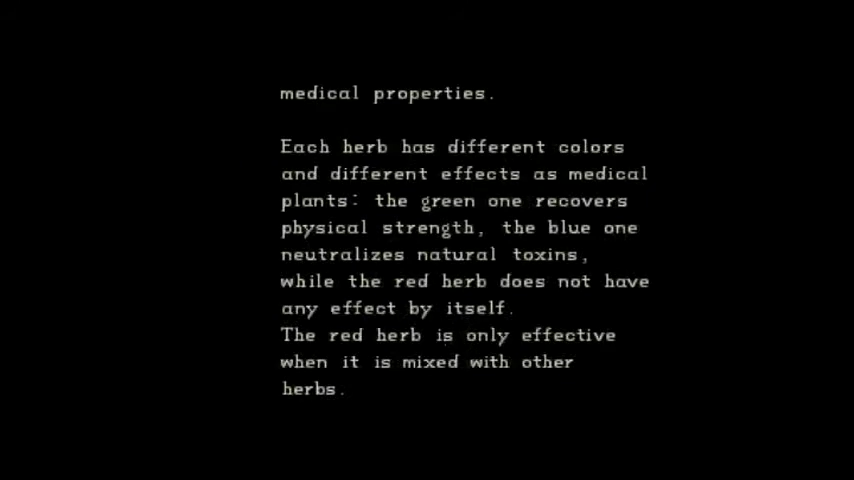 medical properties.
Each herb has different colors
and different effects as medical
plants: the green one recovers
physical strength, the blue one
neutralizes natural toxins,
while the red herb does not have
any effect by itself.
The red herb is only effective
when it is mixed with other
herbs.